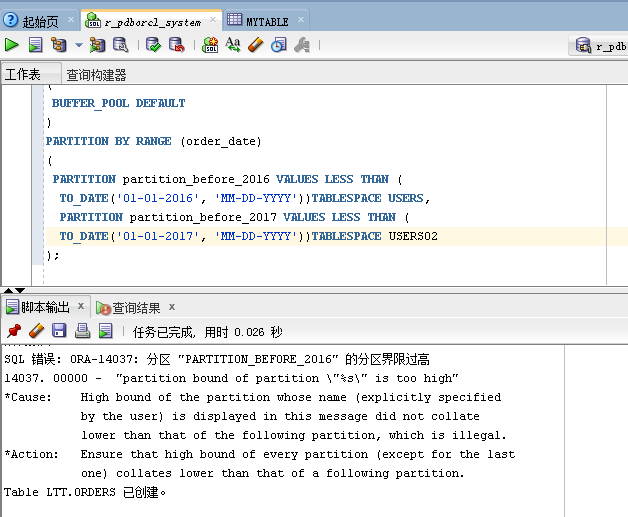 起始页
r_pdborcl_system
MYTABLE
r_pdb
工作表
查询构建器
(
BUFFER_POOL DEFAULT
)
PARTITION BY RANGE (order_date)
(
PARTITION partition_before_2016 VALUES LESS THAN (
TO_DATE('01-01-2016', 'MM-DD-YYYY'))TABLESPACE USERS,
PARTITION partition_before_2017 VALUES LESS THAN (
TO_DATE('01-01-2017', 'MM-DD-YYYY'))TABLESPACE USERS02
);
脚本输出 x
查询结果 x
任务已完成, 用时 0.026 秒
SQL 错误: ORA-14037: 分区 "PARTITION_BEFORE_2016" 的分区界限过高
14037. 00000 - "partition bound of partition \"%s\" is too high"
*Cause: High bound of the partition whose name (explicitly specified
by the user) is displayed in this message did not collate
lower than that of the following partition, which is illegal.
*Action: Ensure that high bound of every partition (except for the last
one) collates lower than that of a following partition.
Table LTT.ORDERS 已创建。